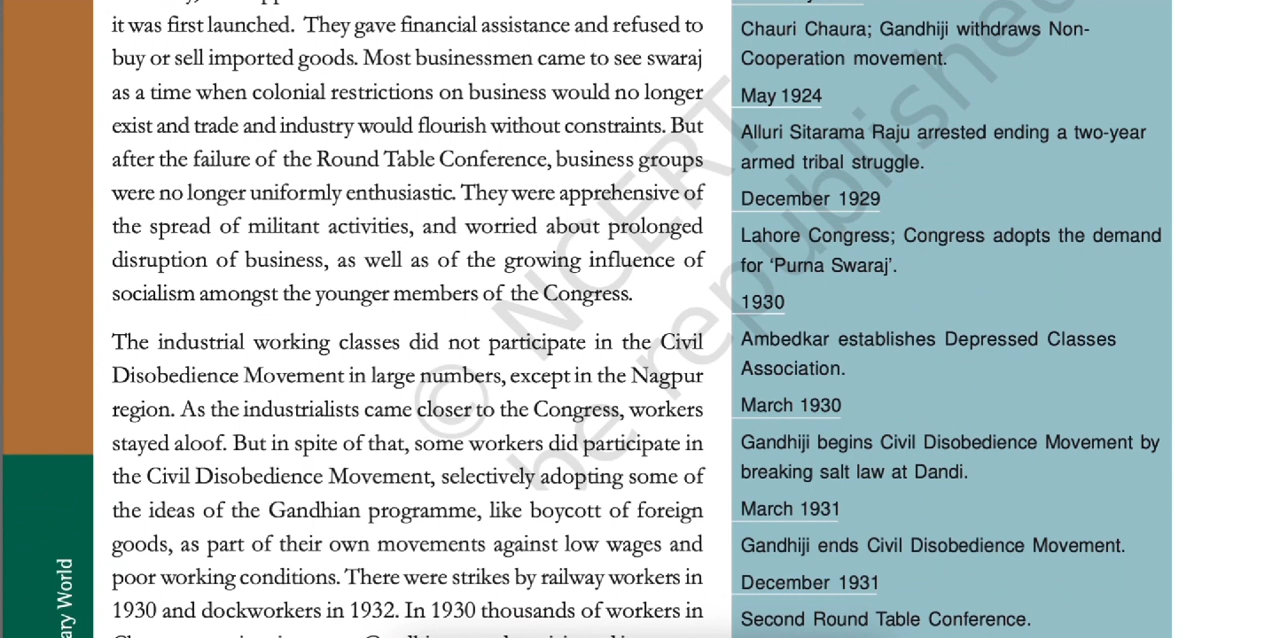 it was first launched. They gave financial assistance and refused to
buy or sell imported goods. Most businessmen came to see swaraj
as a time when colonial restrictions on business would no longer
exist and trade and industry would flourish without constraints. But
after the failure of the Round Table Conference, business groups
were no longer uniformly enthusiastic. They were apprehensive of
the spread of militant activities, and worried about prolonged
disruption of business, as well as of the growing influence of
socialism amongst the younger members of the Congress.
The industrial working classes did not participate in the Civil
Disobedience Movement in large numbers, except in the Nagpur
region. As the industrialists came closer to the Congress, workers
stayed aloof. But in spite of that, some workers did participate in
the Civil Disobedience Movement, selectively adopting some of
the ideas of the Gandhian programme, like boycott of foreign
goods, as part of their own movements against low wages and
poor working conditions. There were strikes by railway workers in
1930 and dockworkers in 1932. In 1930 thousands of workers in
Chauri Chaura; Gandhiji withdraws Non-
Cooperation movement.
May 1924
Alluri Sitarama Raju arrested ending a two-year
armed tribal struggle.
December 1929
Lahore Congress; Congress adopts the demand
for ‘Purna Swaraj’.
1930
Ambedkar establishes Depressed Classes
Association.
March 1930
Gandhiji begins Civil Disobedience Movement by
breaking salt law at Dandi.
March 1931
Gandhiji ends Civil Disobedience Movement.
December 1931
Second Round Table Conference.
© NCERT
be republished
ary World